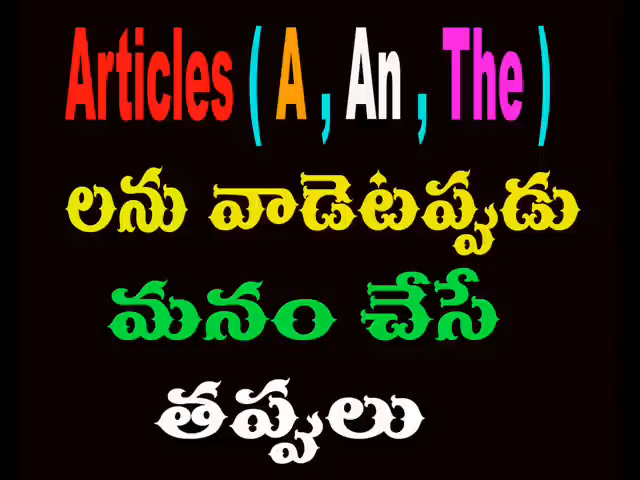 Articles ( A , An , The )
లను వాడెటప్పుడు
మనం చేసే
తప్పులు